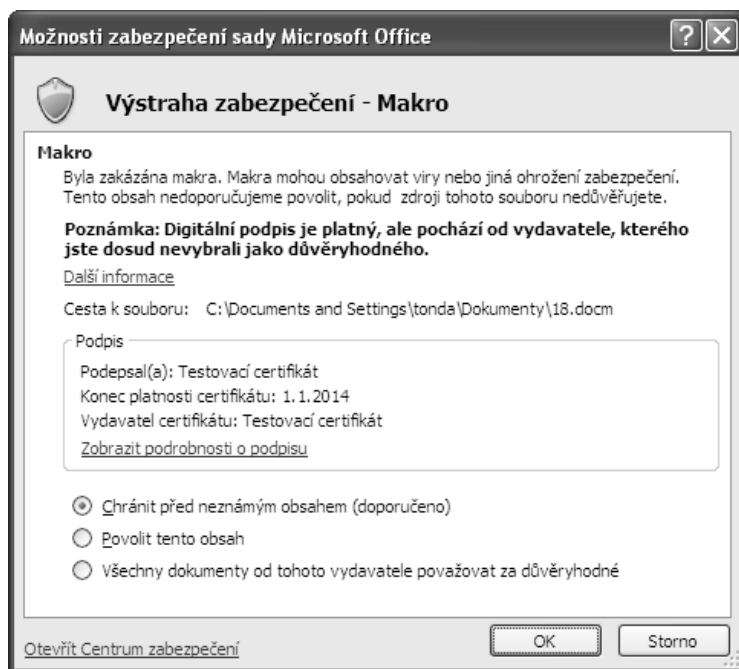 Možnosti zabezpečení sady Microsoft Office
Výstraha zabezpečení - Makro
Makro
Byla zakázána makra. Makra mohou obsahovat viry nebo jiná ohrožení zabezpečení.
Tento obsah nedoporučujeme povolit, pokud zdroji tohoto souboru nedůvěřujete.
Poznámka: Digitální podpis je platný, ale pochází od vydavatele, kterého
jste dosud nevybrali jako důvěryhodného.
Další informace
Cesta k souboru: C:\Documents and Settings\tonda\Dokumenty\18.docm
Podpis
Podepsal(a): Testovací certifikát
Konec platnosti certifikátu: 1.1.2014
Vydavatel certifikátu: Testovací certifikát
Zobrazit podrobnosti o podpisu
Chránit před neznámým obsahem (doporučeno)
Povolit tento obsah
Všechny dokumenty od tohoto vydavatele považovat za důvěryhodné
Otevřít Centrum zabezpečení
OK
Storno